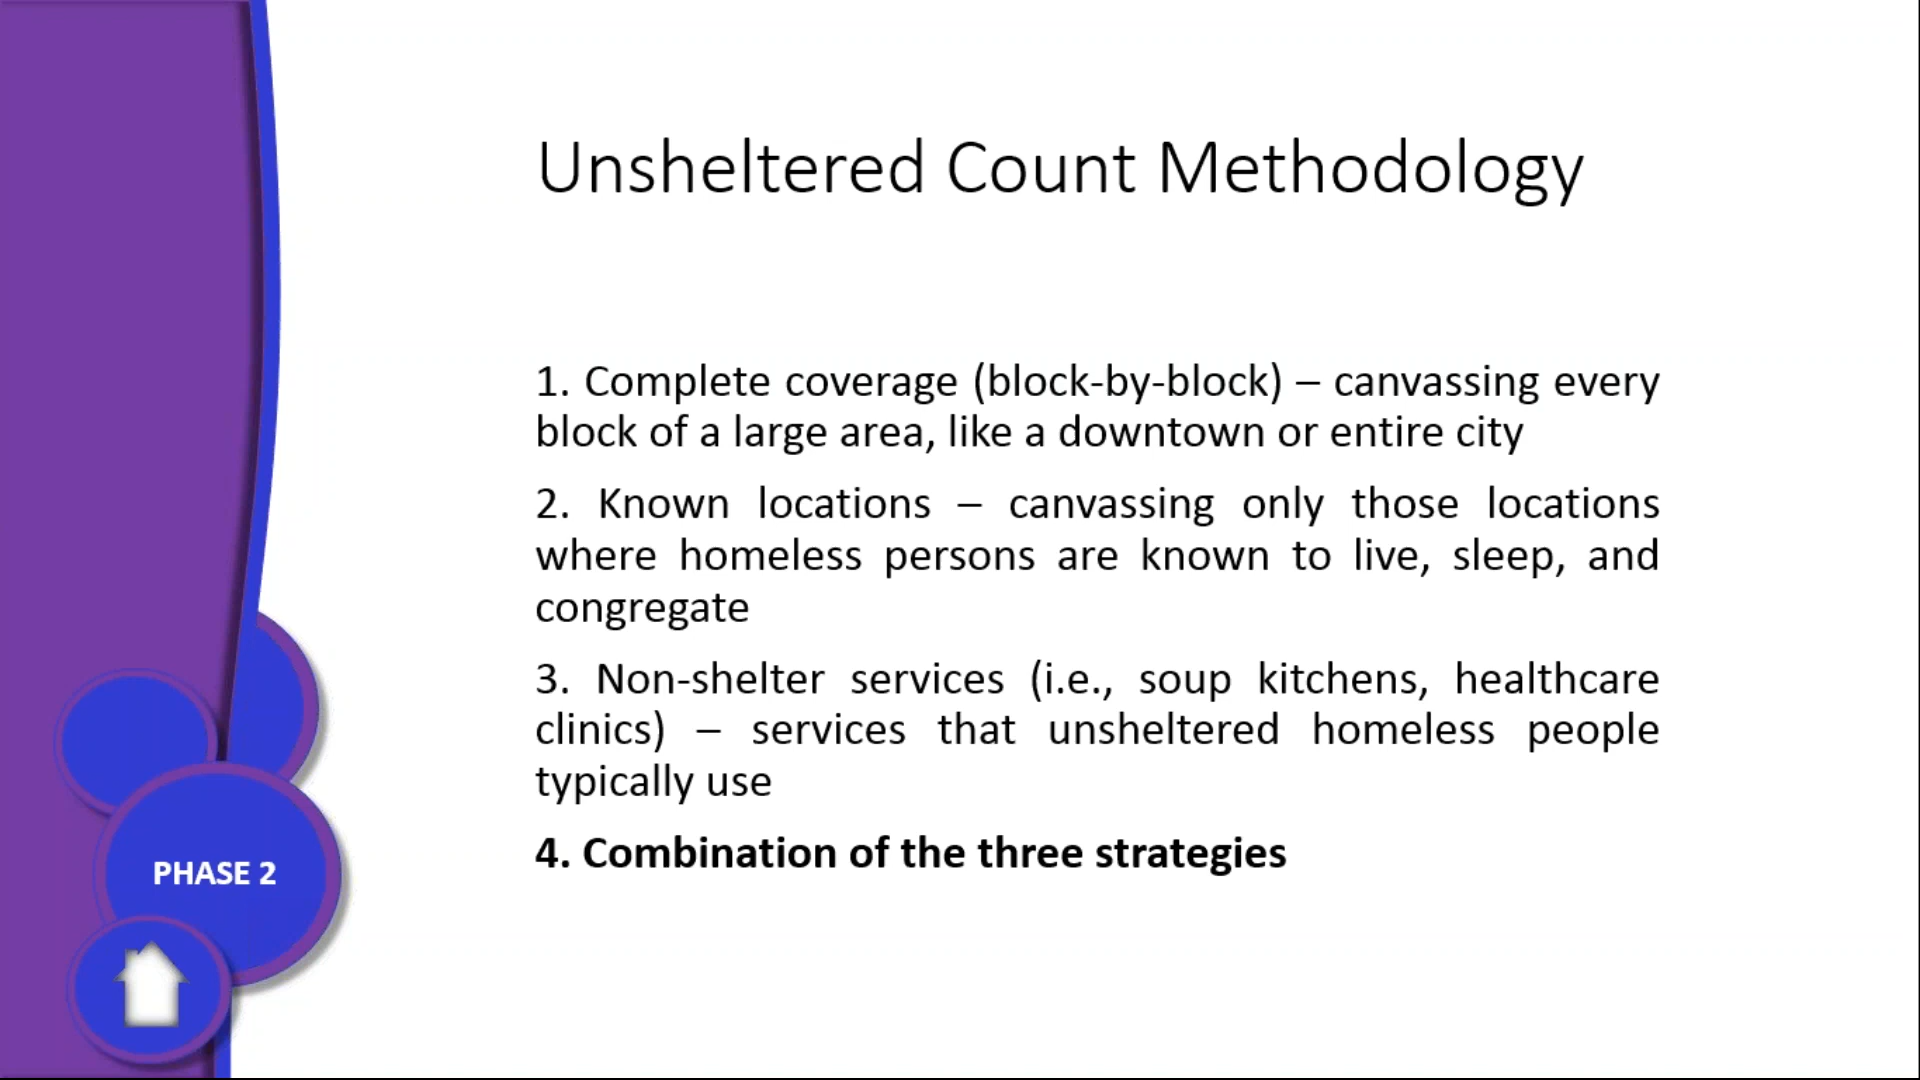 Unsheltered Count Methodology
1. Complete coverage (block-by-block) – canvassing every
block of a large area, like a downtown or entire city
2. Known locations – canvassing only those locations
where homeless persons are known to live, sleep, and
congregate
3. Non-shelter services (i.e., soup kitchens, healthcare
clinics) – services that unsheltered homeless people
typically use
4. Combination of the three strategies
PHASE 2